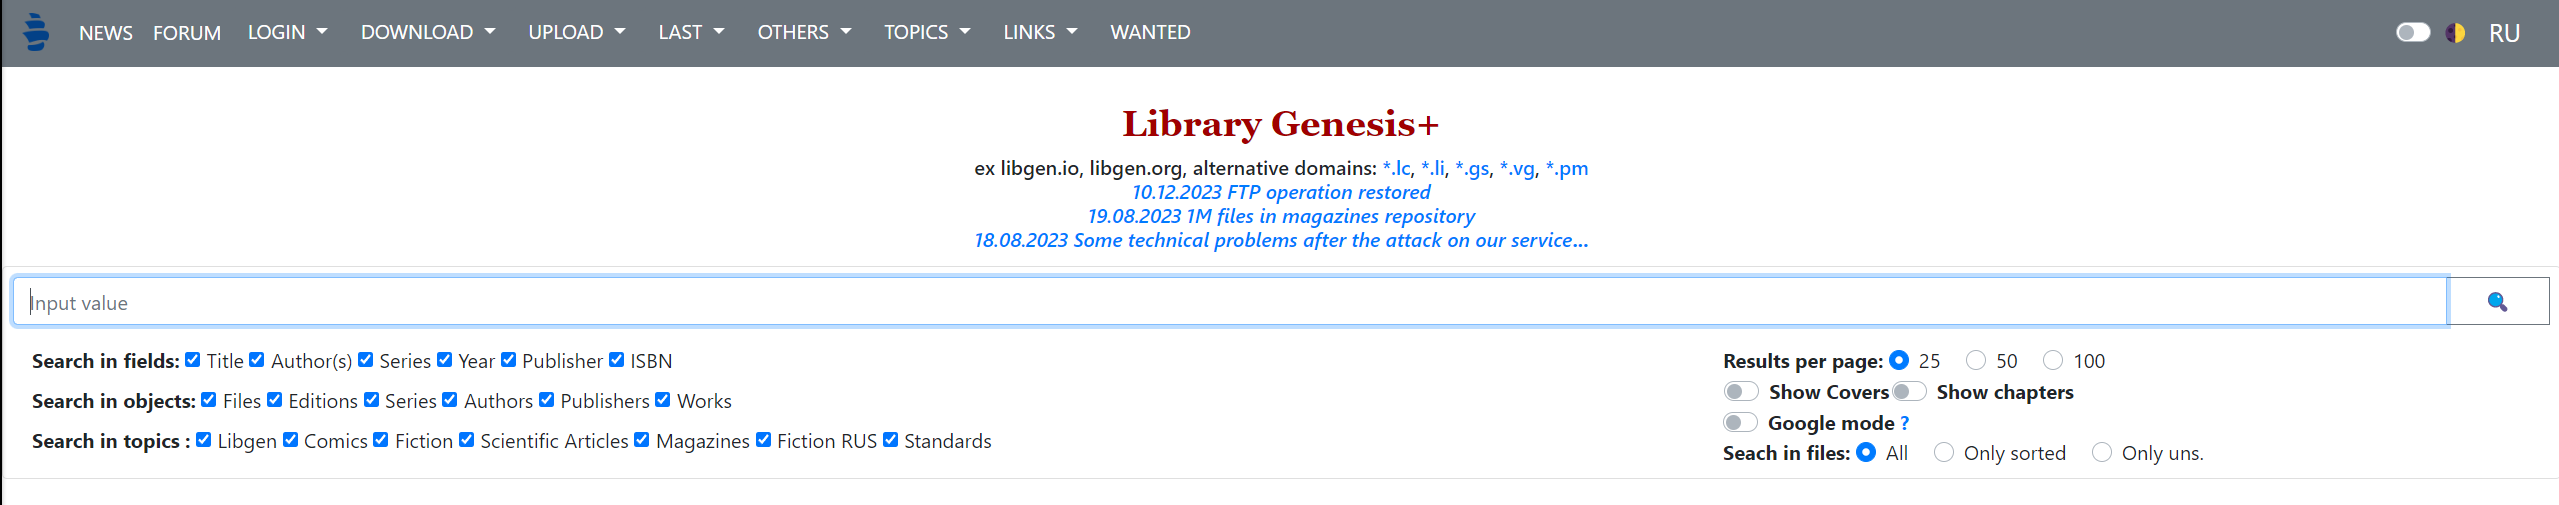 NEWS FORUM LOGIN DOWNLOAD UPLOAD LAST OTHERS TOPICS LINKS WANTED RU
Library Genesis+
ex libgen.io, libgen.org, alternative domains: *.lc, *.li, *.gs, *.vg, *.pm
10.12.2023 FTP operation restored
19.08.2023 1M files in magazines repository
18.08.2023 Some technical problems after the attack on our service...
Input value
Search in fields: Title Author(s) Series Year Publisher ISBN
Search in objects: Files Editions Series Authors Publishers Works
Search in topics : Libgen Comics Fiction Scientific Articles Magazines Fiction RUS Standards
Results per page: 25 50 100
Show Covers Show chapters
Google mode ?
Seach in files: All Only sorted Only uns.